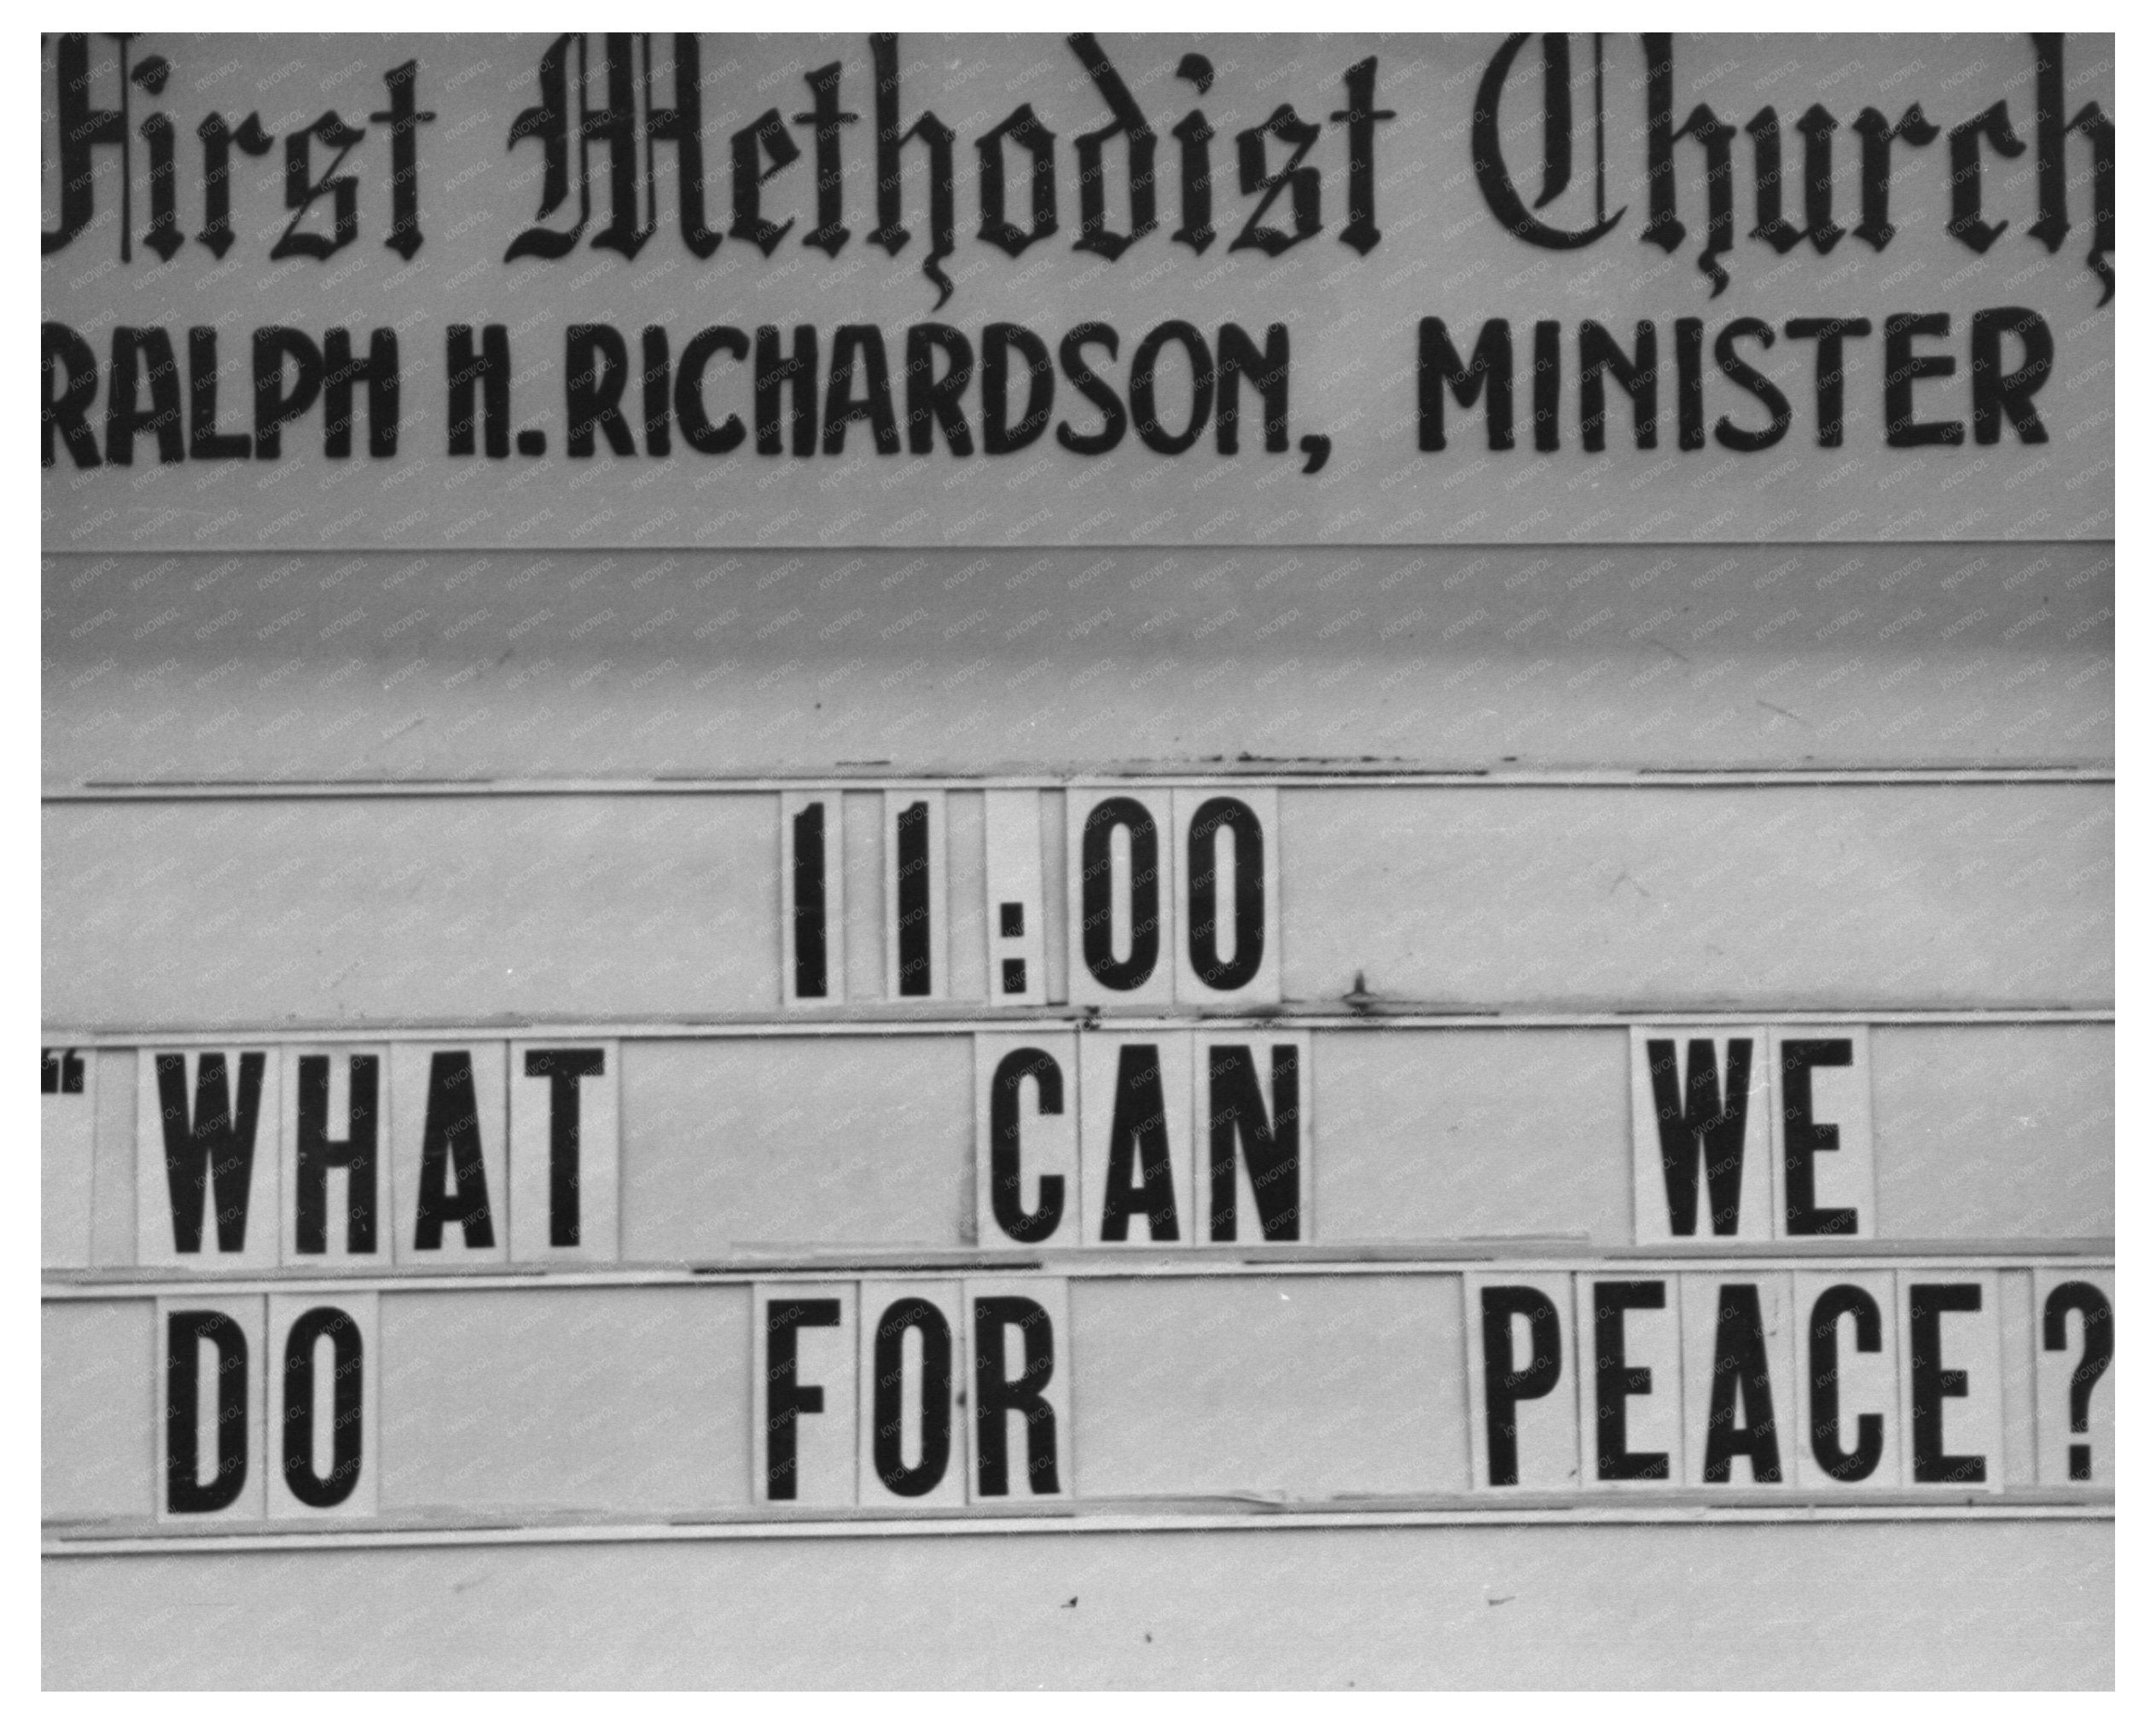 First Methodist Church
RALPH H. RICHARDSON, MINISTER
11:00
“WHAT CAN WE
DO FOR PEACE?